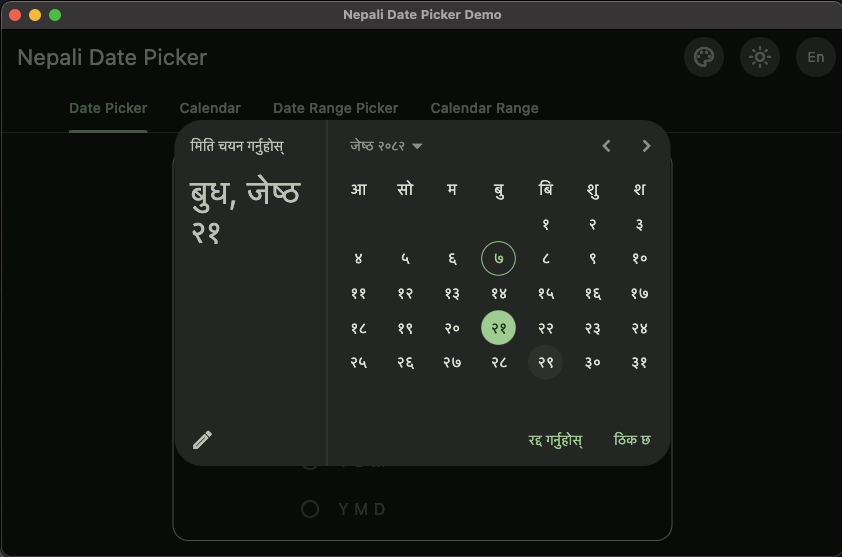 Nepali Date Picker Demo
Nepali Date Picker
En
Date Picker Calendar Date Range Picker Calendar Range
मिति चयन गर्नुहोस्
बुध, जेष्ठ
२१
जेष्ठ २०८२
आ सो म बु बि शु श
१ २ ३
४ ५ ६ ७ ८ ९ १०
११ १२ १३ १४ १५ १६ १७
१८ १९ २० २१ २२ २३ २४
२५ २६ २७ २८ २९ ३० ३१
रद्द गर्नुहोस् ठिक छ
Y M D